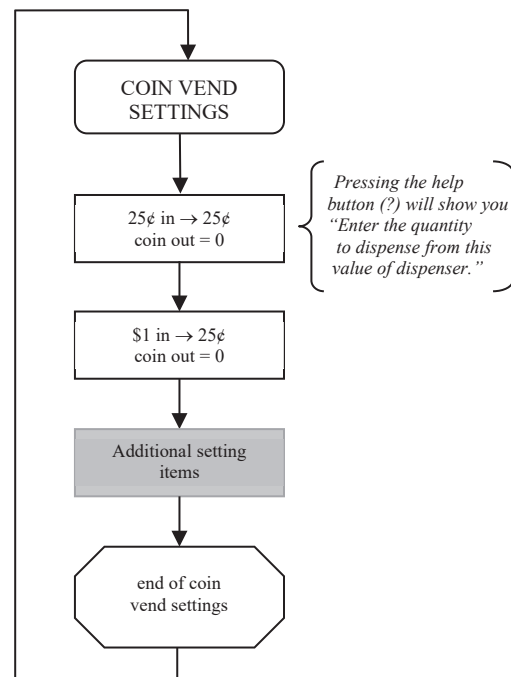 COIN VEND
SETTINGS
25¢ in → 25¢
coin out = 0
Pressing the help
button (?) will show you
“Enter the quantity
to dispense from this
value of dispenser.”
$1 in → 25¢
coin out = 0
Additional setting
items
end of coin
vend settings